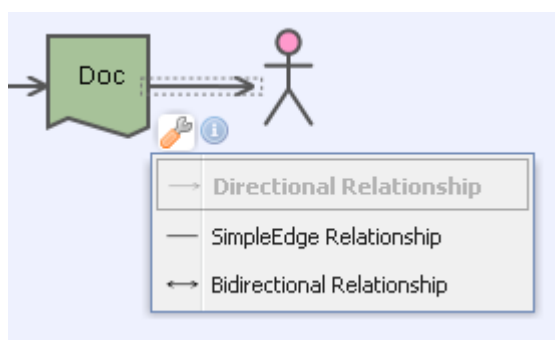 Doc
Directional Relationship
SimpleEdge Relationship
Bidirectional Relationship